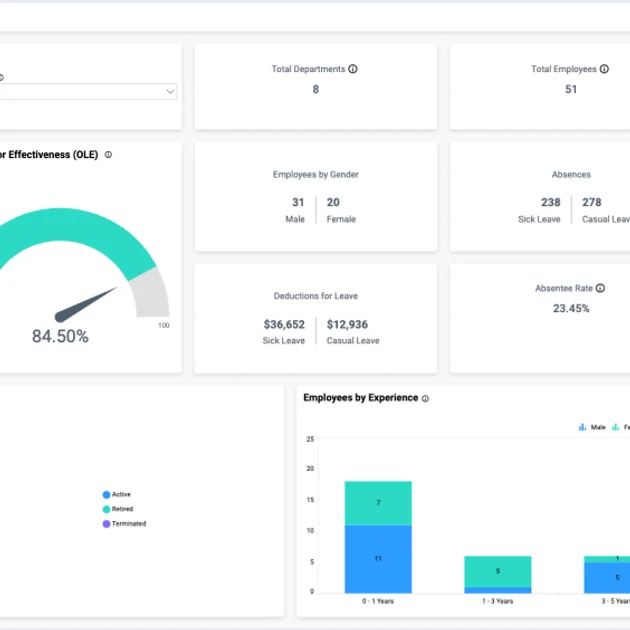 Total Departments
8
Total Employees
51
or Effectiveness (OLE)
84.50%
100
Employees by Gender
31 20
Male Female
Absences
238 278
Sick Leave Casual Leav
Deductions for Leave
$36,652 $12,936
Sick Leave Casual Leave
Absentee Rate
23.45%
Active
Retired
Terminated
Employees by Experience
Male Fe
25
20
15
10
5
0
7
11
5
1
5
0 - 1 Years 1 - 3 Years 3 - 5 Years